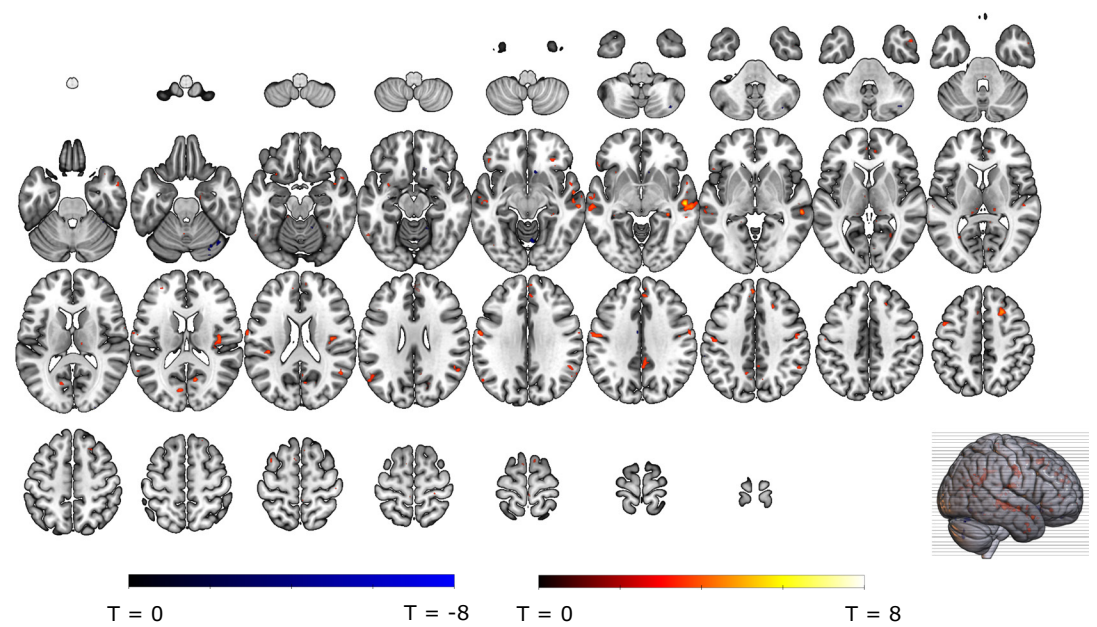 T = 0
T = -8
T = 0
T = 8